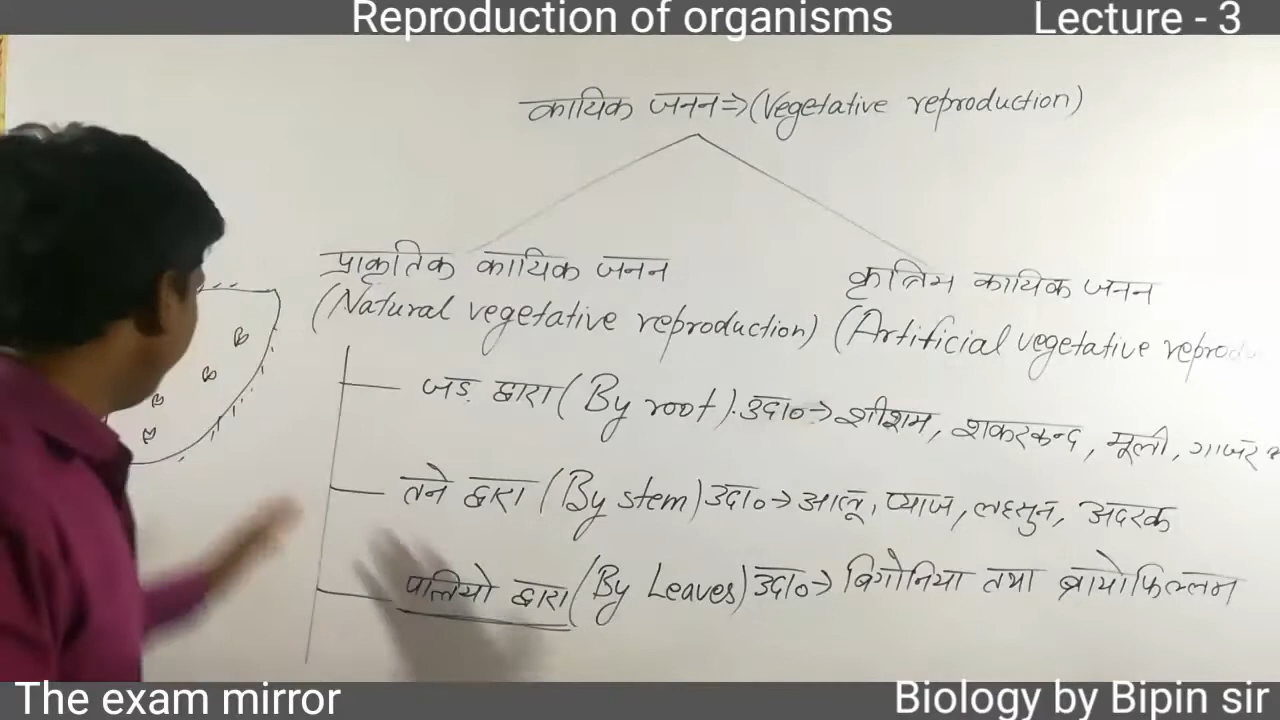 Reproduction of organisms Lecture - 3
कायिक जनन⇒(Vegetative reproduction)
प्राकृतिक कायिक जनन
(Natural vegetative reproduction)
कृत्रिम कायिक जनन
(Artificial vegetative
जड़ द्वारा (By root). उदा०→ शीशम, शकरकन्द, मूली, गाजर
तने द्वारा (By stem) उदा०→ आलू, प्याज, लहसुन, अदरक
पत्तियो द्वारा (By Leaves) उदा०→ बिगोनिया तथा ब्रायोफिल्लम
The exam mirror Biology by Bipin sir